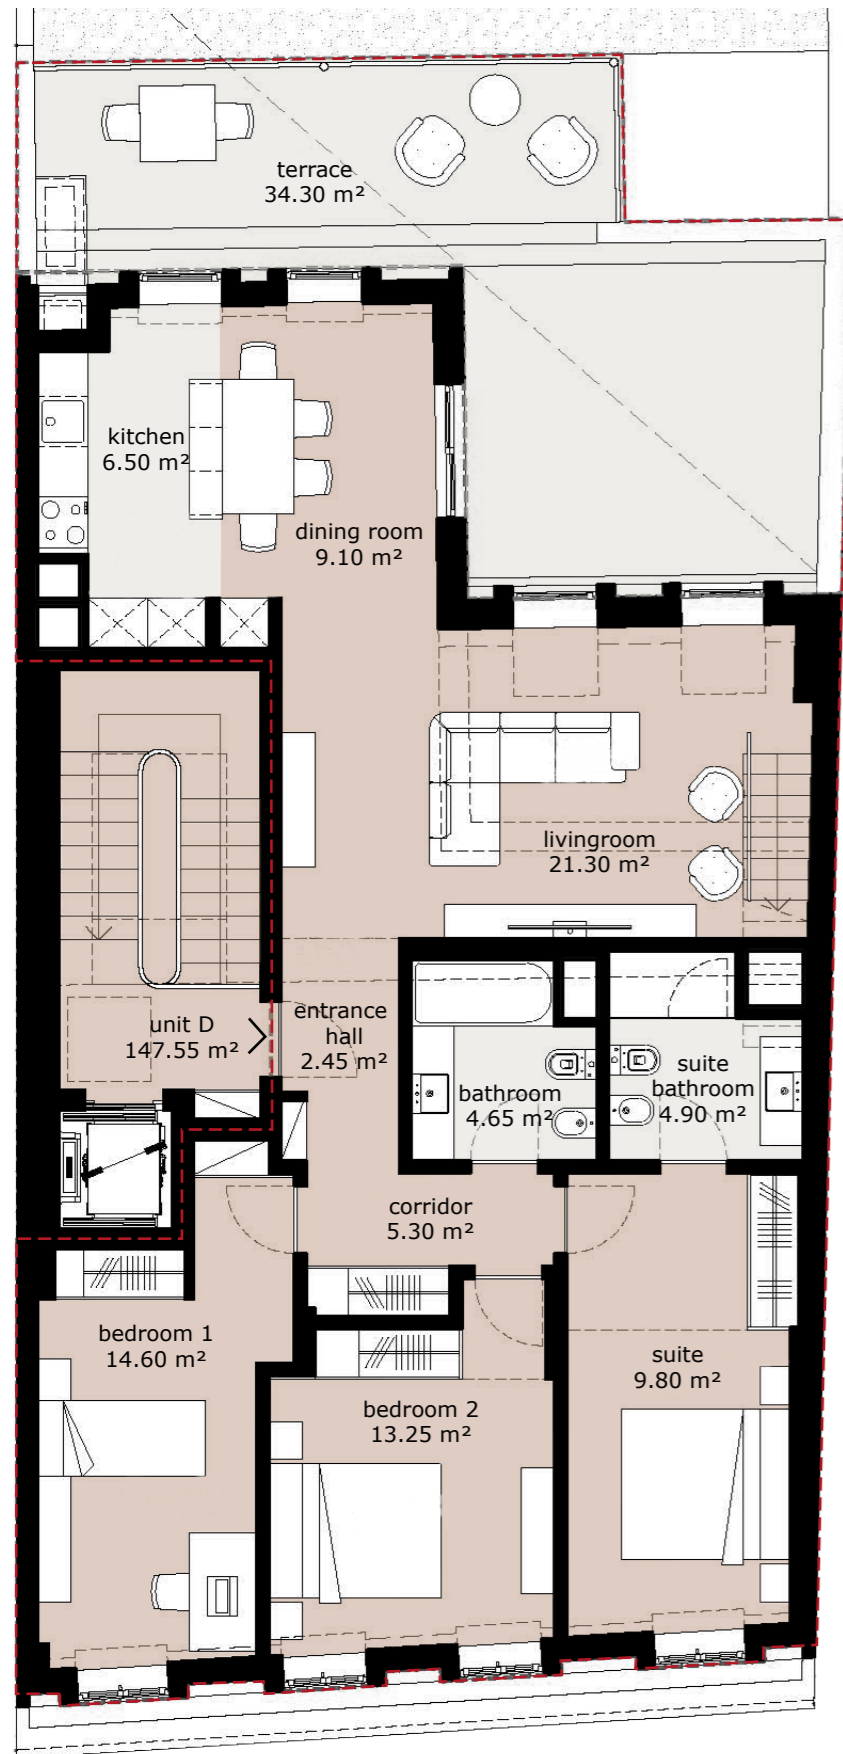 terrace
34.30 m²
kitchen
6.50 m²
dining room
9.10 m²
livingroom
21.30 m²
unit D
147.55 m²
entrance
hall
2.45 m²
bathroom
4.65 m²
suite
bathroom
4.90 m²
corridor
5.30 m²
bedroom 1
14.60 m²
bedroom 2
13.25 m²
suite
9.80 m²